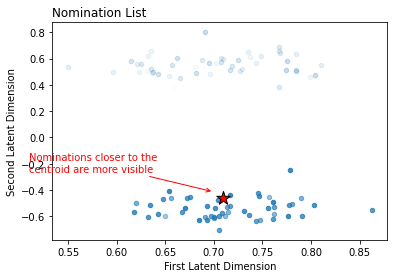 Nomination List
0.8
0.6
0.4
0.2
0.0
−0.2
−0.4
−0.6
Second Latent Dimension
Nominations closer to the
centroid are more visible
0.55 0.60 0.65 0.70 0.75 0.80 0.85
First Latent Dimension